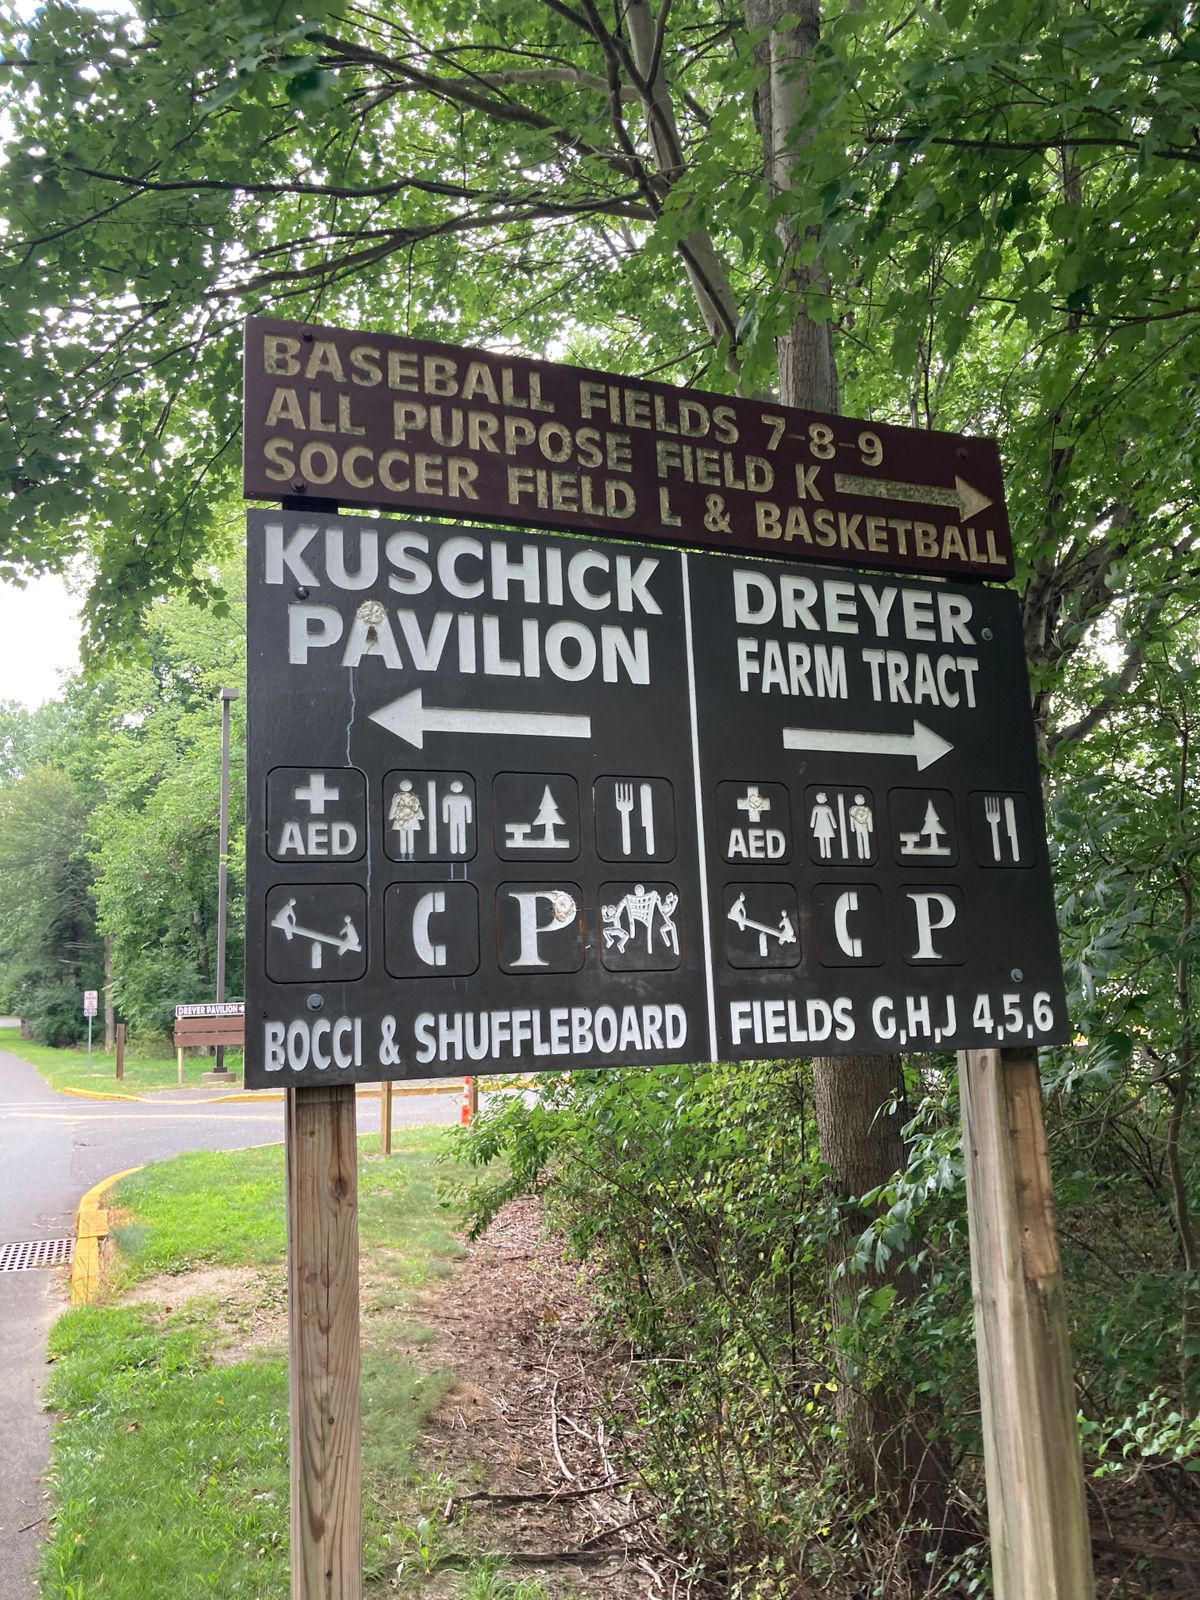 BASEBALL FIELDS 7-8-9
ALL PURPOSE FIELD K
SOCCER FIELD L & BASKETBALL
KUSCHICK
PAVILION
AED
P
BOCCI & SHUFFLEBOARD
DREYER
FARM TRACT
AED
P
FIELDS G,H,J 4,5,6
DREYER PAVILION